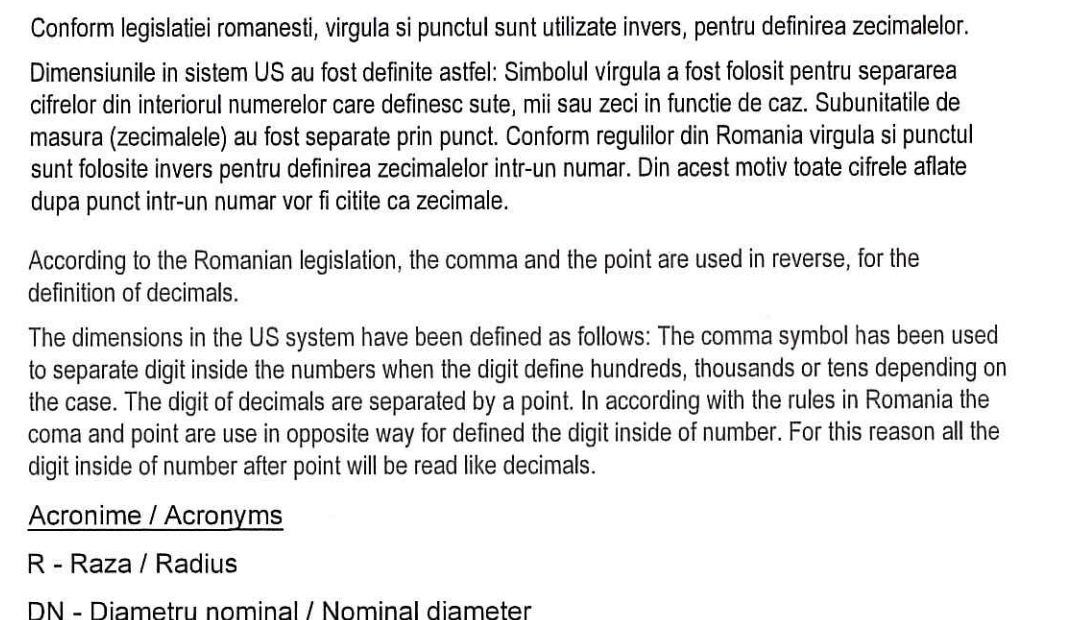 Conform legislatiei romanesti, virgula si punctul sunt utilizate invers, pentru definirea zecimalelor.
Dimensiunile in sistem US au fost definite astfel: Simbolul virgula a fost folosit pentru separarea
cifrelor din interiorul numerelor care definesc sute, mii sau zeci in functie de caz. Subunitatile de
masura (zecimalele) au fost separate prin punct. Conform regulilor din Romania virgula si punctul
sunt folosite invers pentru definirea zecimalelor intr-un numar. Din acest motiv toate cifrele aflate
dupa punct intr-un numar vor fi citite ca zecimale.
According to the Romanian legislation, the comma and the point are used in reverse, for the
definition of decimals.
The dimensions in the US system have been defined as follows: The comma symbol has been used
to separate digit inside the numbers when the digit define hundreds, thousands or tens depending on
the case. The digit of decimals are separated by a point. In according with the rules in Romania the
coma and point are use in opposite way for defined the digit inside of number. For this reason all the
digit inside of number after point will be read like decimals.
Acronime / Acronyms
R - Raza / Radius
DN - Diametru nominal / Nominal diameter